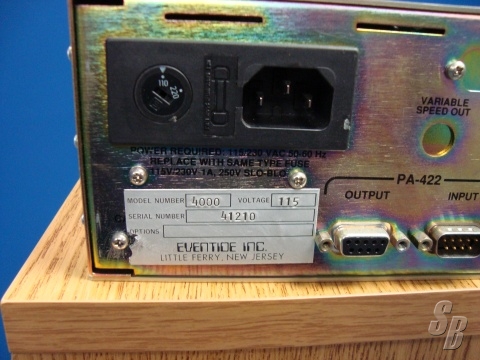 110
220
VARIABLE
SPEED OUT
POWER REQUIRED: 115/230 VAC 50-60 Hz
REPLACE WITH SAME TYPE FUSE
115V/230V 1A, 250V SLO-BLO
PA-422
OUTPUT
INPUT
MODEL NUMBER 4000 VOLTAGE 115
SERIAL NUMBER 41210
OPTIONS
EVENTIDE INC.
LITTLE FERRY, NEW JERSEY
SB